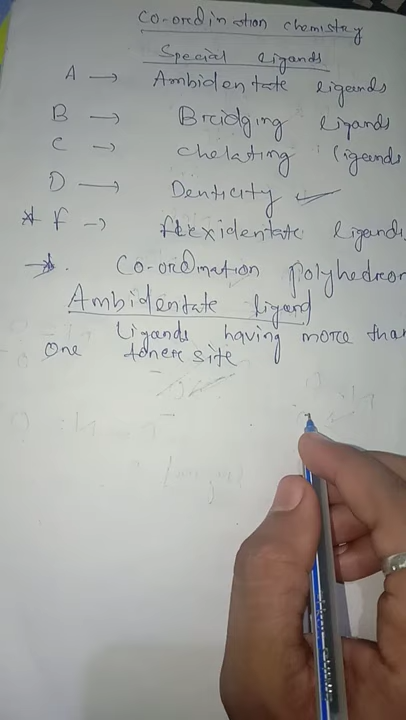 Co-ordination chemistry
Special ligands
A → Ambidentate ligands
B → Bridging ligands
C → chelating ligands
D → Denticity
* F → flexidentate ligands
→ Co-ordination polyhedron
Ambidentate ligand
Ligands having more than
one doner site